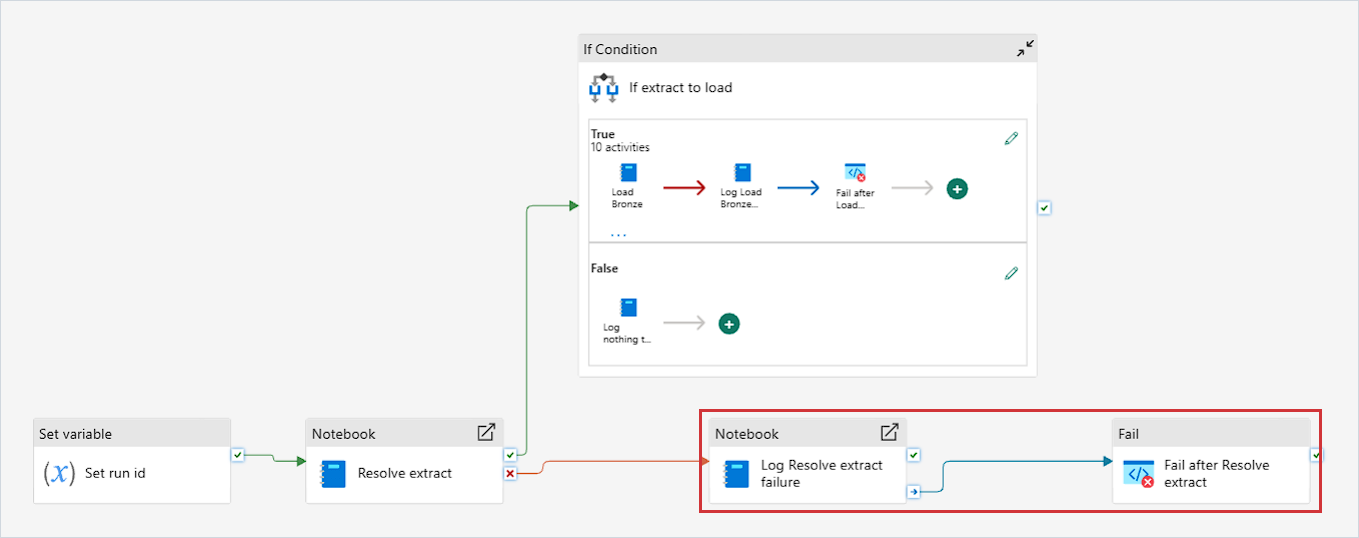 If Condition
If extract to load
True
10 activities
Load
Bronze
Log Load
Bronze...
Fail after
Load...
...
False
Log
nothing t...
Set variable
(x) Set run id
Notebook
Resolve extract
Notebook
Log Resolve extract
failure
Fail
Fail after Resolve
extract